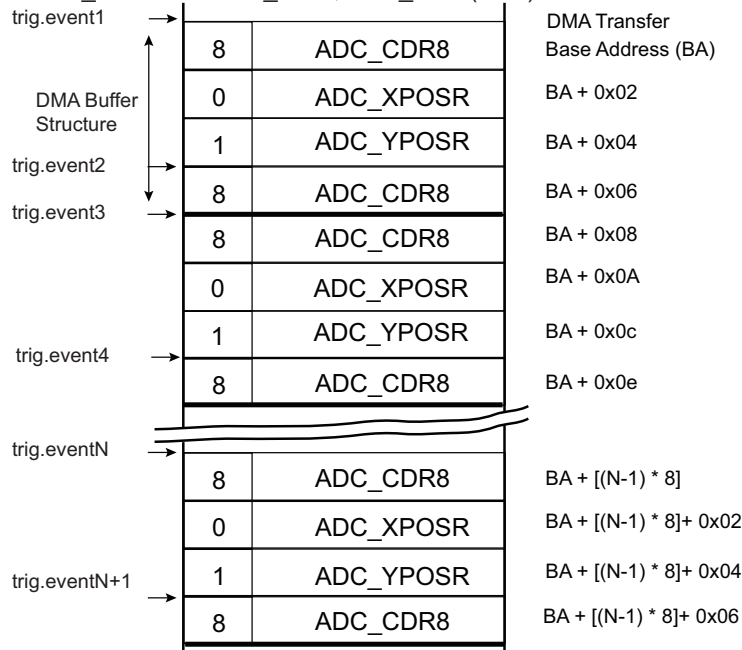 trig.event1
DMA Transfer
Base Address (BA)
8 ADC_CDR8
DMA Buffer
Structure
0 ADC_XPOSR BA + 0x02
1 ADC_YPOSR BA + 0x04
trig.event2
8 ADC_CDR8 BA + 0x06
trig.event3
8 ADC_CDR8 BA + 0x08
0 ADC_XPOSR BA + 0x0A
1 ADC_YPOSR BA + 0x0c
trig.event4
8 ADC_CDR8 BA + 0x0e
trig.eventN
8 ADC_CDR8 BA + [(N-1) * 8]
0 ADC_XPOSR BA + [(N-1) * 8]+ 0x02
1 ADC_YPOSR BA + [(N-1) * 8]+ 0x04
trig.eventN+1
8 ADC_CDR8 BA + [(N-1) * 8]+ 0x06